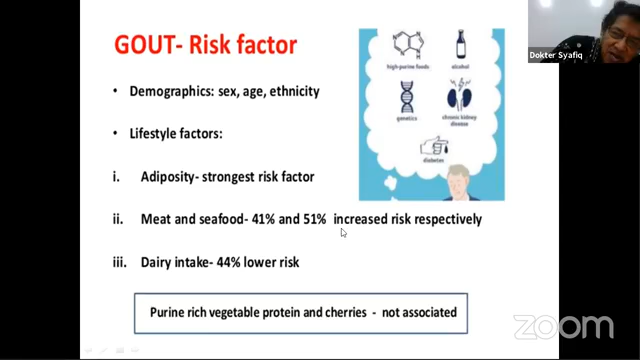 GOUT- Risk factor
• Demographics: sex, age, ethnicity
• Lifestyle factors:
i. Adiposity- strongest risk factor
ii. Meat and seafood- 41% and 51% increased risk respectively
iii. Dairy intake- 44% lower risk
Purine rich vegetable protein and cherries - not associated
high-purine foods
alcohol
genetics
chronic kidney
disease
diabetes
Dokter Syafiq
zoom